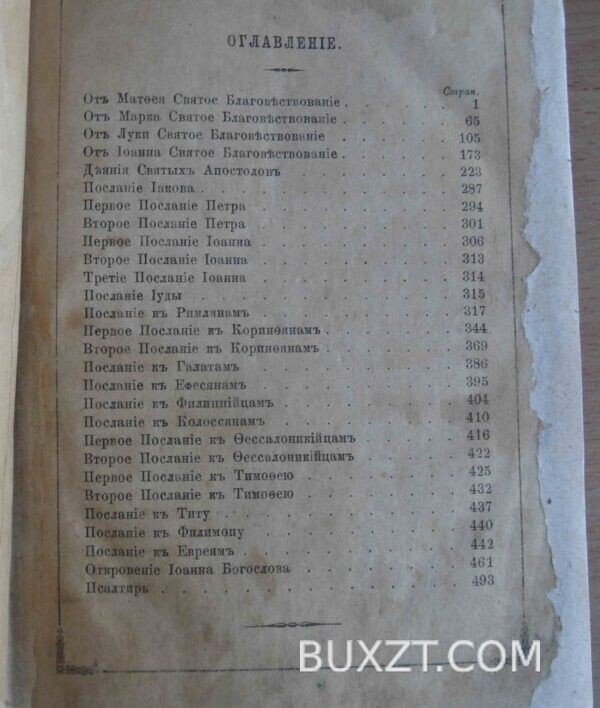 ОГЛАВЛЕНІЕ.
Стран.
Отъ Матѳея Святое Благовѣствованіе . . . . . . 1
Отъ Марка Святое Благовѣствованіе . . . . . . 65
Отъ Луки Святое Благовѣствованіе . . . . . . 105
Отъ Іоанна Святое Благовѣствованіе . . . . . . 173
Дѣянія Святыхъ Апостоловъ . . . . . . 223
Посланіе Іакова . . . . . . 287
Первое Посланіе Петра . . . . . . 294
Второе Посланіе Петра . . . . . . 301
Первое Посланіе Іоанна . . . . . . 306
Второе Посланіе Іоанна . . . . . . 313
Третіе Посланіе Іоанна . . . . . . 314
Посланіе Іуды . . . . . . 315
Посланіе къ Римлянамъ . . . . . . 317
Первое Посланіе къ Коринѳянамъ . . . . . . 344
Второе Посланіе къ Коринѳянамъ . . . . . . 369
Посланіе къ Галатамъ . . . . . . 386
Посланіе къ Ефесянамъ . . . . . . 395
Посланіе къ Филиппійцамъ . . . . . . 404
Посланіе къ Колоссянамъ . . . . . . 410
Первое Посланіе къ Ѳессалоникійцамъ . . . . . . 416
Второе Посланіе къ Ѳессалоникійцамъ . . . . . . 422
Первое Посланіе къ Тимоѳею . . . . . . 425
Второе Посланіе къ Тимоѳею . . . . . . 432
Посланіе къ Титу . . . . . . 437
Посланіе къ Филимону . . . . . . 440
Посланіе къ Евреямъ . . . . . . 442
Откровеніе Іоанна Богослова . . . . . . 461
Псалтирь . . . . . . 493
BUXZT.COM